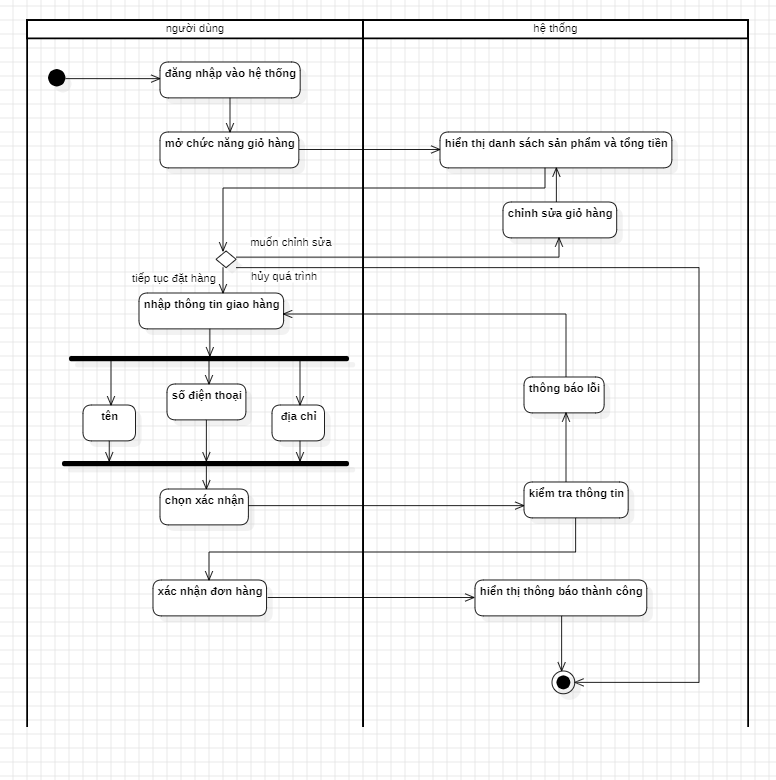 người dùng
hệ thống
đăng nhập vào hệ thống
mở chức năng giỏ hàng
hiển thị danh sách sản phẩm và tổng tiền
chỉnh sửa giỏ hàng
muốn chỉnh sửa
tiếp tục đặt hàng
hủy quá trình
nhập thông tin giao hàng
thông báo lỗi
số điện thoại
tên
địa chỉ
chọn xác nhận
kiểm tra thông tin
xác nhận đơn hàng
hiển thị thông báo thành công